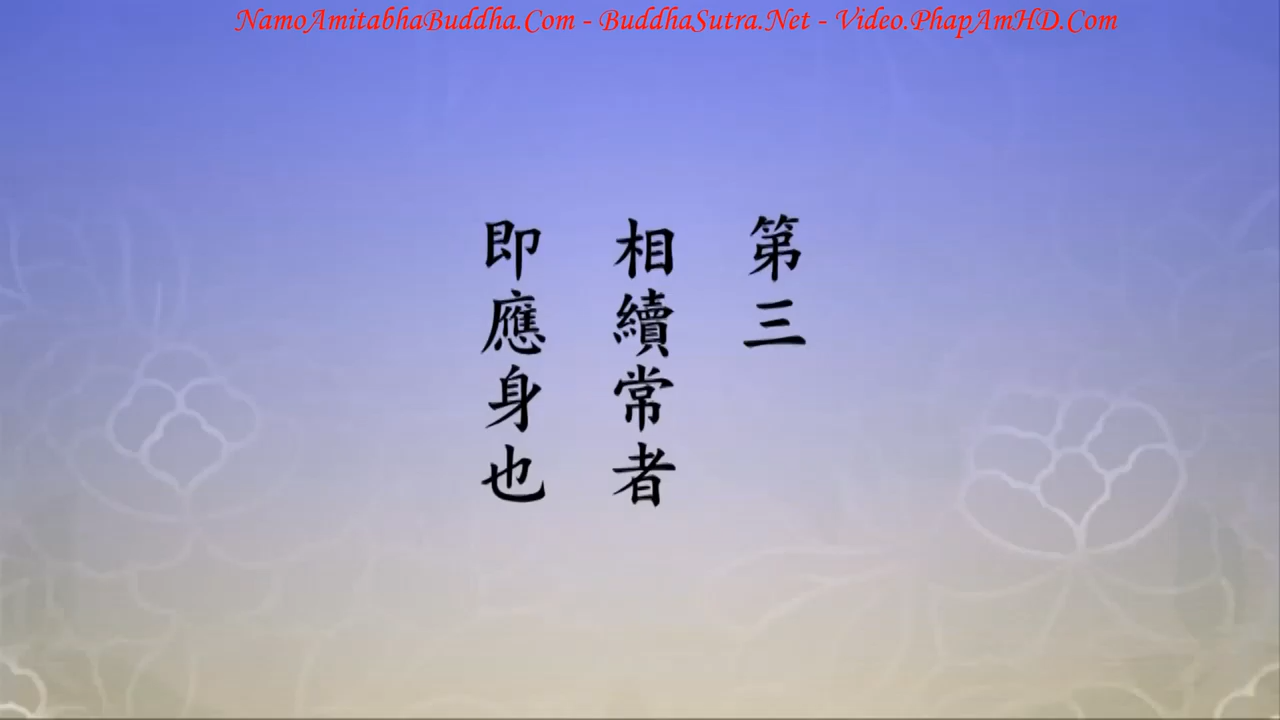 NamoAmitabhaBuddha.Com - BuddhaSutra.Net - Video.PhapAmHD.Com
第三
相續常者
即應身也